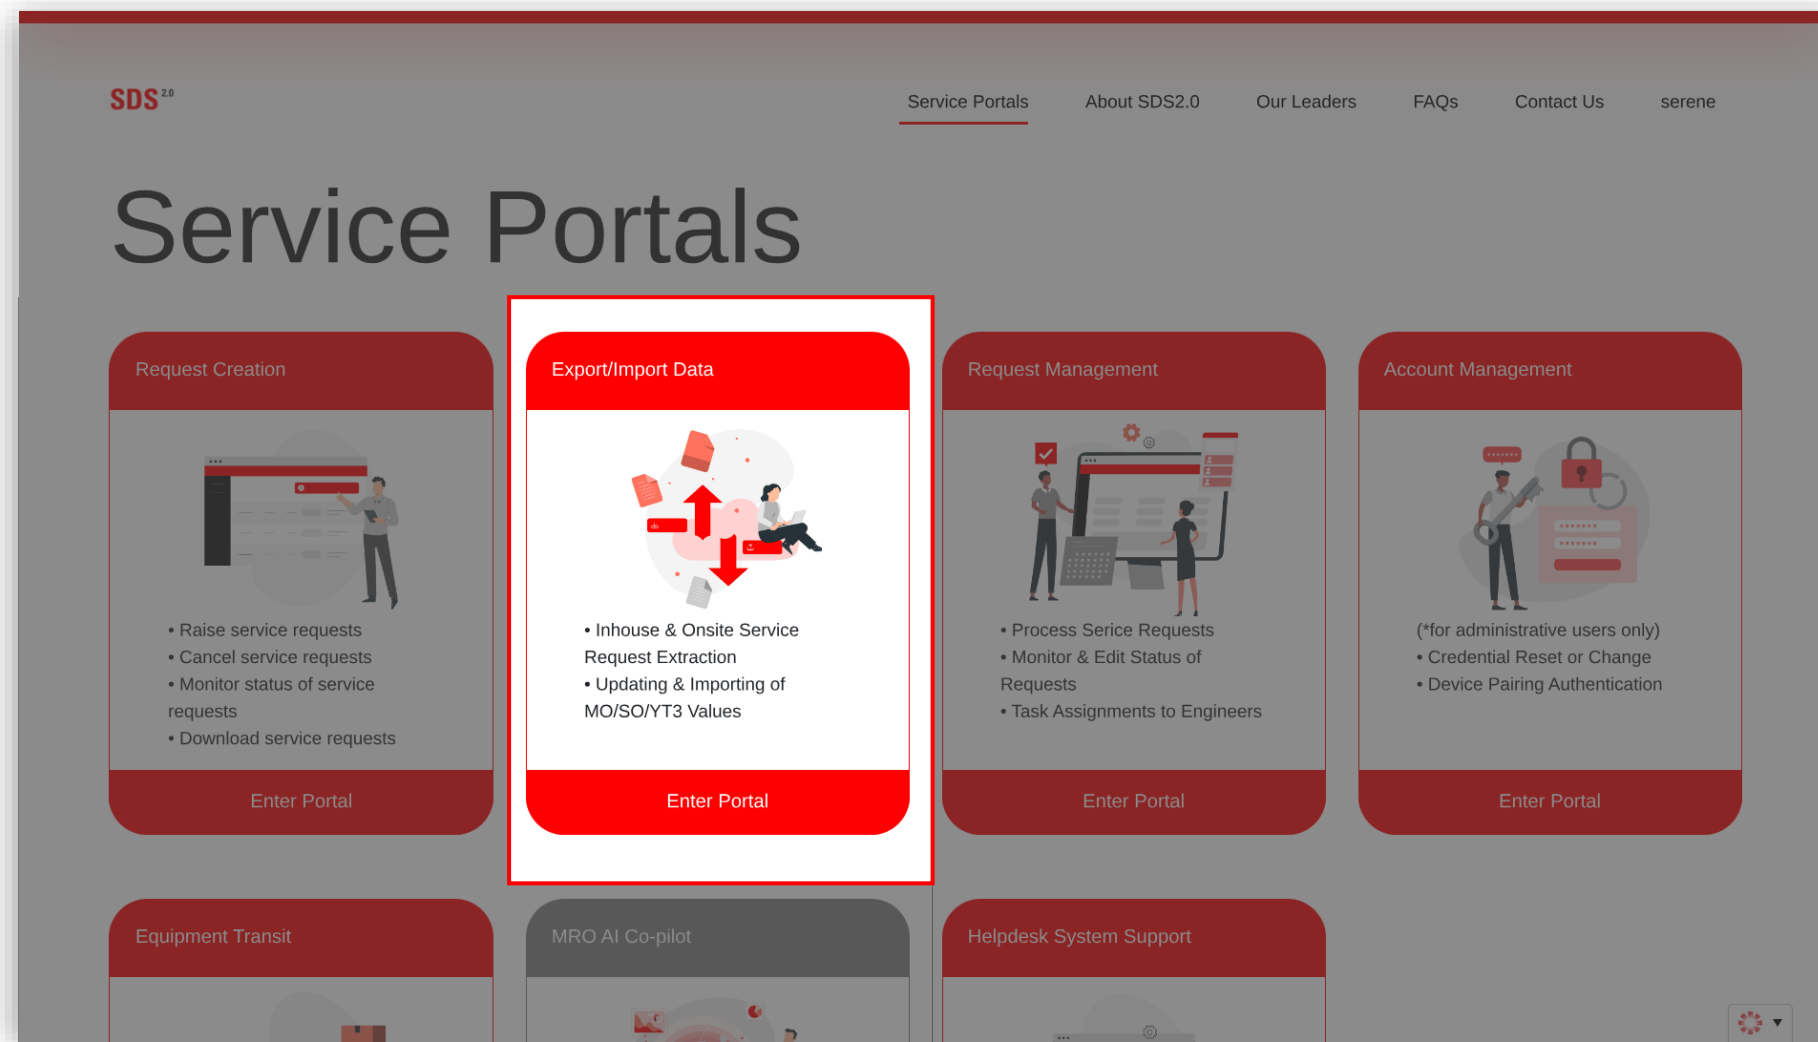 SDS 2.0
Service Portals
About SDS2.0
Our Leaders
FAQs
Contact Us
serene
Service Portals
Request Creation
• Raise service requests
• Cancel service requests
• Monitor status of service
requests
• Download service requests
Enter Portal
Export/Import Data
• Inhouse & Onsite Service
Request Extraction
• Updating & Importing of
MO/SO/YT3 Values
Enter Portal
Request Management
• Process Serice Requests
• Monitor & Edit Status of
Requests
• Task Assignments to Engineers
Enter Portal
Account Management
(*for administrative users only)
• Credential Reset or Change
• Device Pairing Authentication
Enter Portal
Equipment Transit
MRO AI Co-pilot
Helpdesk System Support